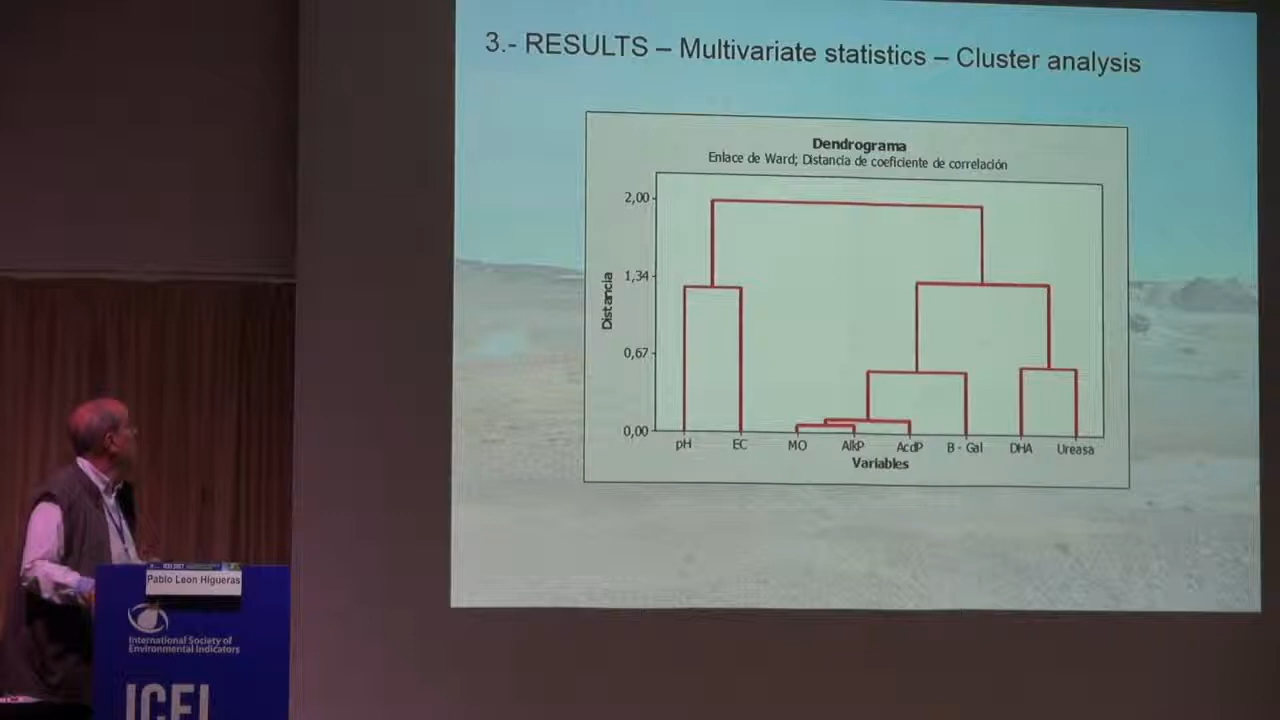 3.- RESULTS – Multivariate statistics – Cluster analysis
Dendrograma
Enlace de Ward; Distancia de coeficiente de correlación
2,00
1,34
0,67
0,00
Distancia
pH EC MO AlkP AcdP B - Gal DHA Ureasa
Variables
Pablo Leon Higueras
International Society of
Environmental Indicators
ICEI